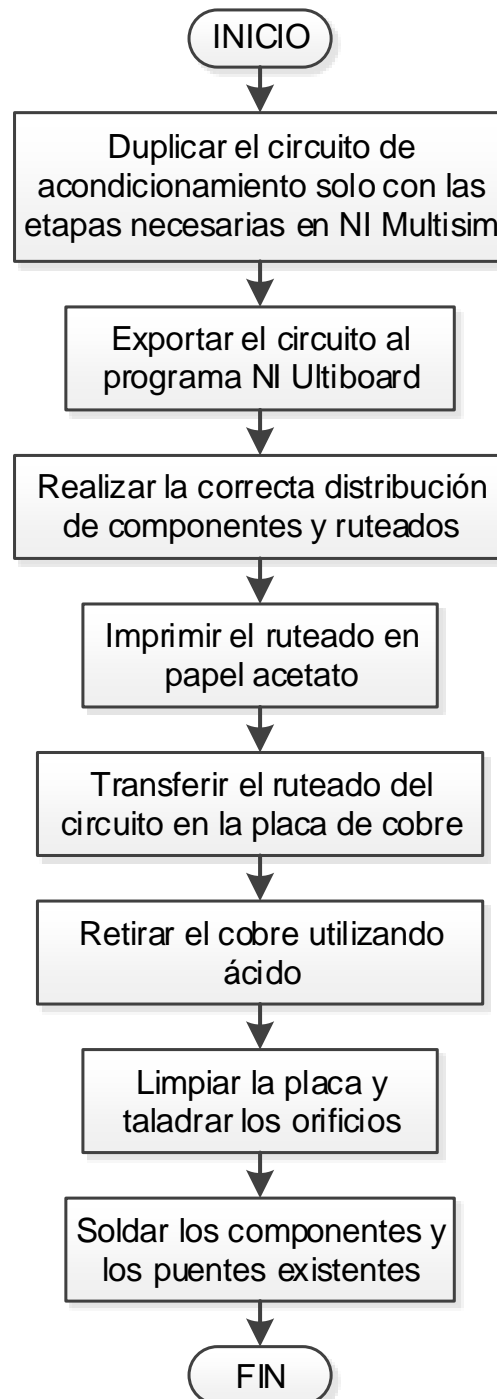 INICIO
Duplicar el circuito de
acondicionamiento solo con las
etapas necesarias en NI Multisim
Exportar el circuito al
programa NI Ultiboard
Realizar la correcta distribución
de componentes y ruteados
Imprimir el ruteado en
papel acetato
Transferir el ruteado del
circuito en la placa de cobre
Retirar el cobre utilizando
ácido
Limpiar la placa y
taladrar los orificios
Soldar los componentes y
los puentes existentes
FIN